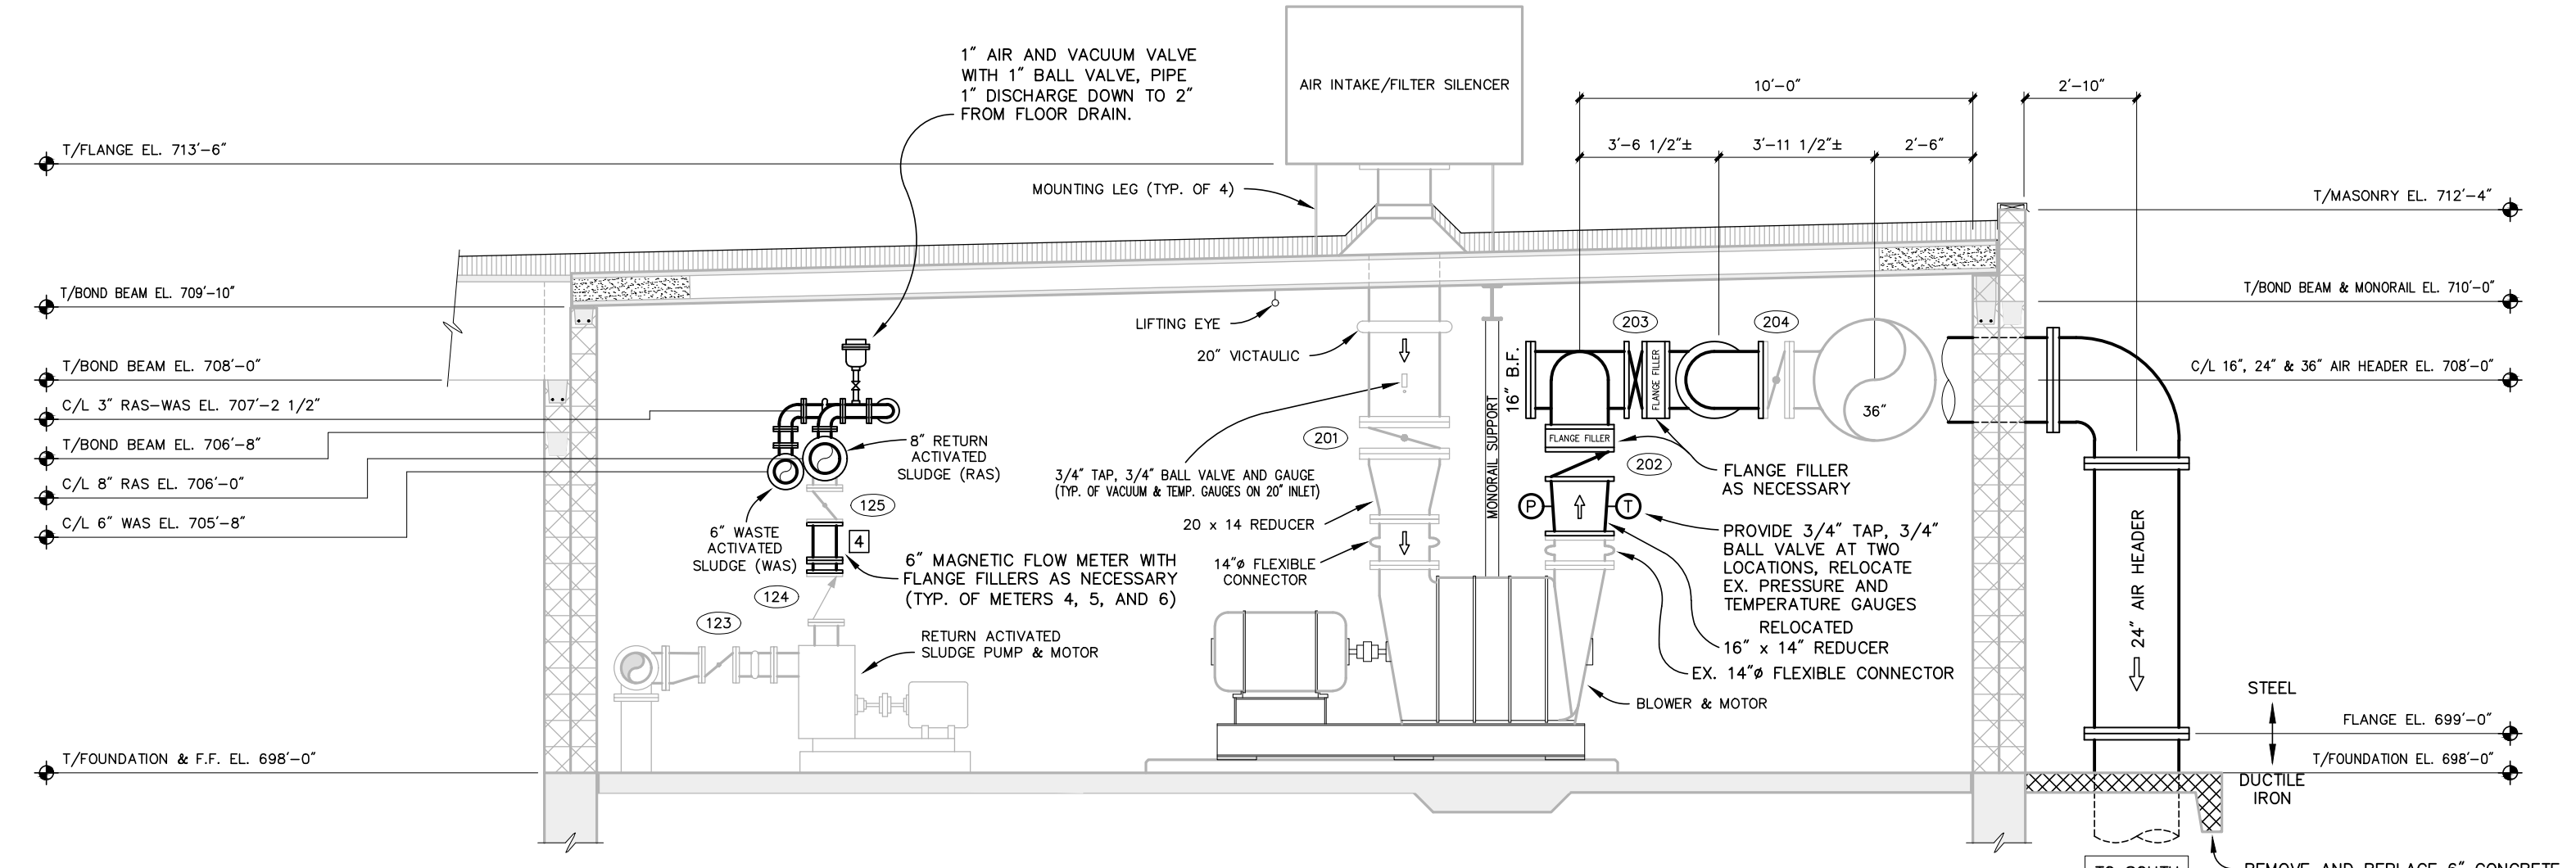 1" AIR AND VACUUM VALVE
WITH 1" BALL VALVE, PIPE
1" DISCHARGE DOWN TO 2"
FROM FLOOR DRAIN.
AIR INTAKE/FILTER SILENCER
10'-0"
2'-10"
3'-6 1/2"±
3'-11 1/2"±
2'-6"
T/FLANGE EL. 713'-6"
MOUNTING LEG (TYP. OF 4)
T/MASONRY EL. 712'-4"
T/BOND BEAM EL. 709'-10"
T/BOND BEAM & MONORAIL EL. 710'-0"
LIFTING EYE
20" VICTAULIC
203
204
16" B.F.
FLANGE FILLER
36"
T/BOND BEAM EL. 708'-0"
C/L 16", 24" & 36" AIR HEADER EL. 708'-0"
C/L 3" RAS-WAS EL. 707'-2 1/2"
T/BOND BEAM EL. 706'-8"
C/L 8" RAS EL. 706'-0"
C/L 6" WAS EL. 705'-8"
8" RETURN
ACTIVATED
SLUDGE (RAS)
201
MONORAIL SUPPORT
FLANGE FILLER
202
FLANGE FILLER
AS NECESSARY
3/4" TAP, 3/4" BALL VALVE AND GAUGE
(TYP. OF VACUUM & TEMP. GAUGES ON 20" INLET)
125
P
T
20 x 14 REDUCER
6" WASTE
ACTIVATED
SLUDGE (WAS)
4
6" MAGNETIC FLOW METER WITH
FLANGE FILLERS AS NECESSARY
(TYP. OF METERS 4, 5, AND 6)
14"ø FLEXIBLE
CONNECTOR
PROVIDE 3/4" TAP, 3/4"
BALL VALVE AT TWO
LOCATIONS, RELOCATE
EX. PRESSURE AND
TEMPERATURE GAUGES
24" AIR HEADER
124
123
RETURN ACTIVATED
SLUDGE PUMP & MOTOR
RELOCATED
16" x 14" REDUCER
EX. 14"ø FLEXIBLE CONNECTOR
BLOWER & MOTOR
STEEL
FLANGE EL. 699'-0"
T/FOUNDATION & F.F. EL. 698'-0"
T/FOUNDATION EL. 698'-0"
DUCTILE
IRON
TO SOUTH
REMOVE AND REPLACE 6" CONCRETE